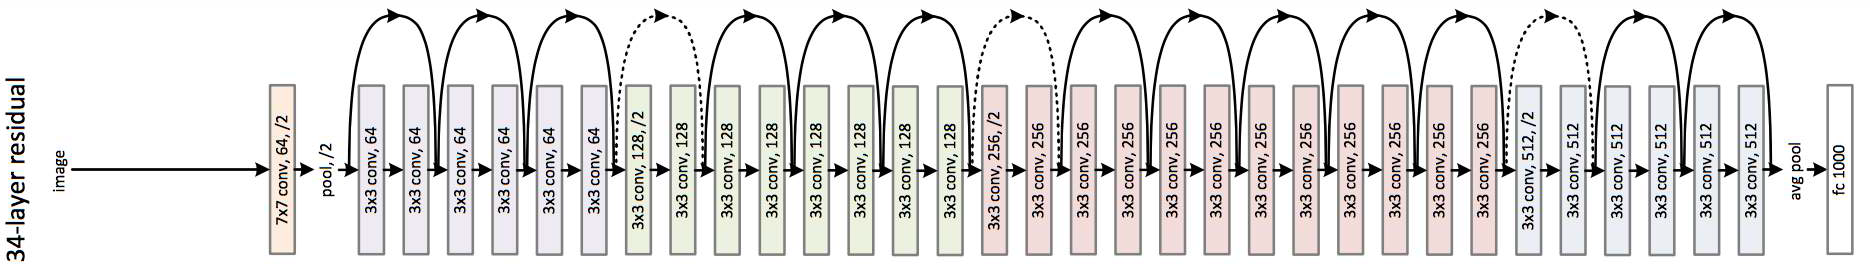 34-layer residual
image
7x7 conv, 64, /2
pool, /2
3x3 conv, 64
3x3 conv, 64
3x3 conv, 64
3x3 conv, 64
3x3 conv, 64
3x3 conv, 64
3x3 conv, 128, /2
3x3 conv, 128
3x3 conv, 128
3x3 conv, 128
3x3 conv, 128
3x3 conv, 128
3x3 conv, 128
3x3 conv, 128
3x3 conv, 256, /2
3x3 conv, 256
3x3 conv, 256
3x3 conv, 256
3x3 conv, 256
3x3 conv, 256
3x3 conv, 256
3x3 conv, 256
3x3 conv, 256
3x3 conv, 256
3x3 conv, 256
3x3 conv, 256
3x3 conv, 512, /2
3x3 conv, 512
3x3 conv, 512
3x3 conv, 512
3x3 conv, 512
3x3 conv, 512
avg pool
fc 1000